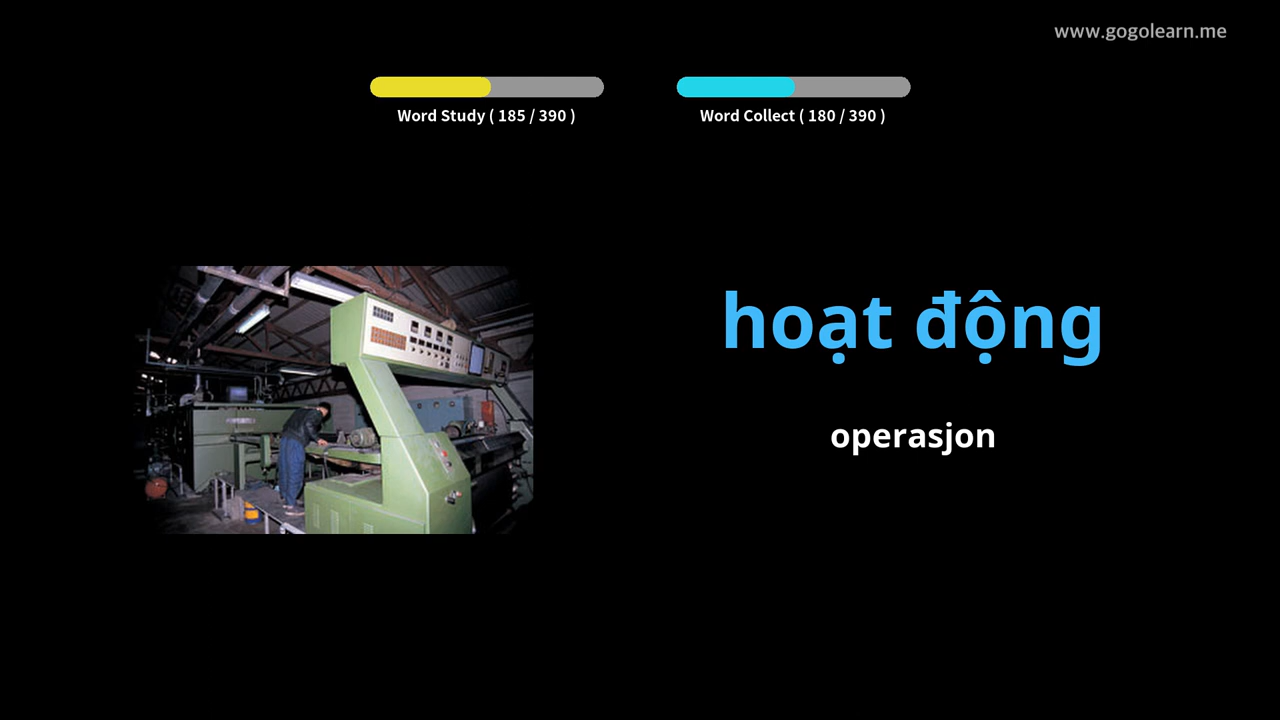 www.gogolearn.me
Word Study ( 185 / 390 )
Word Collect ( 180 / 390 )
hoạt động
operasjon